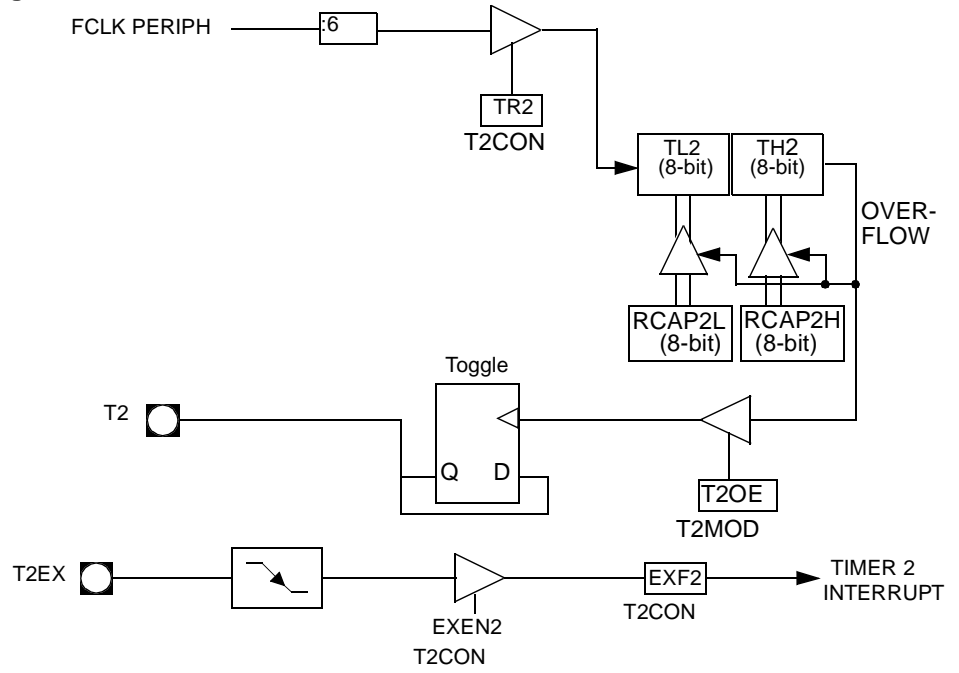 FCLK PERIPH
:6
TR2
T2CON
TL2
(8-bit)
TH2
(8-bit)
OVER-
FLOW
RCAP2L
(8-bit)
RCAP2H
(8-bit)
Toggle
T2
Q D
T2OE
T2MOD
T2EX
EXEN2
T2CON
EXF2
T2CON
TIMER 2
INTERRUPT